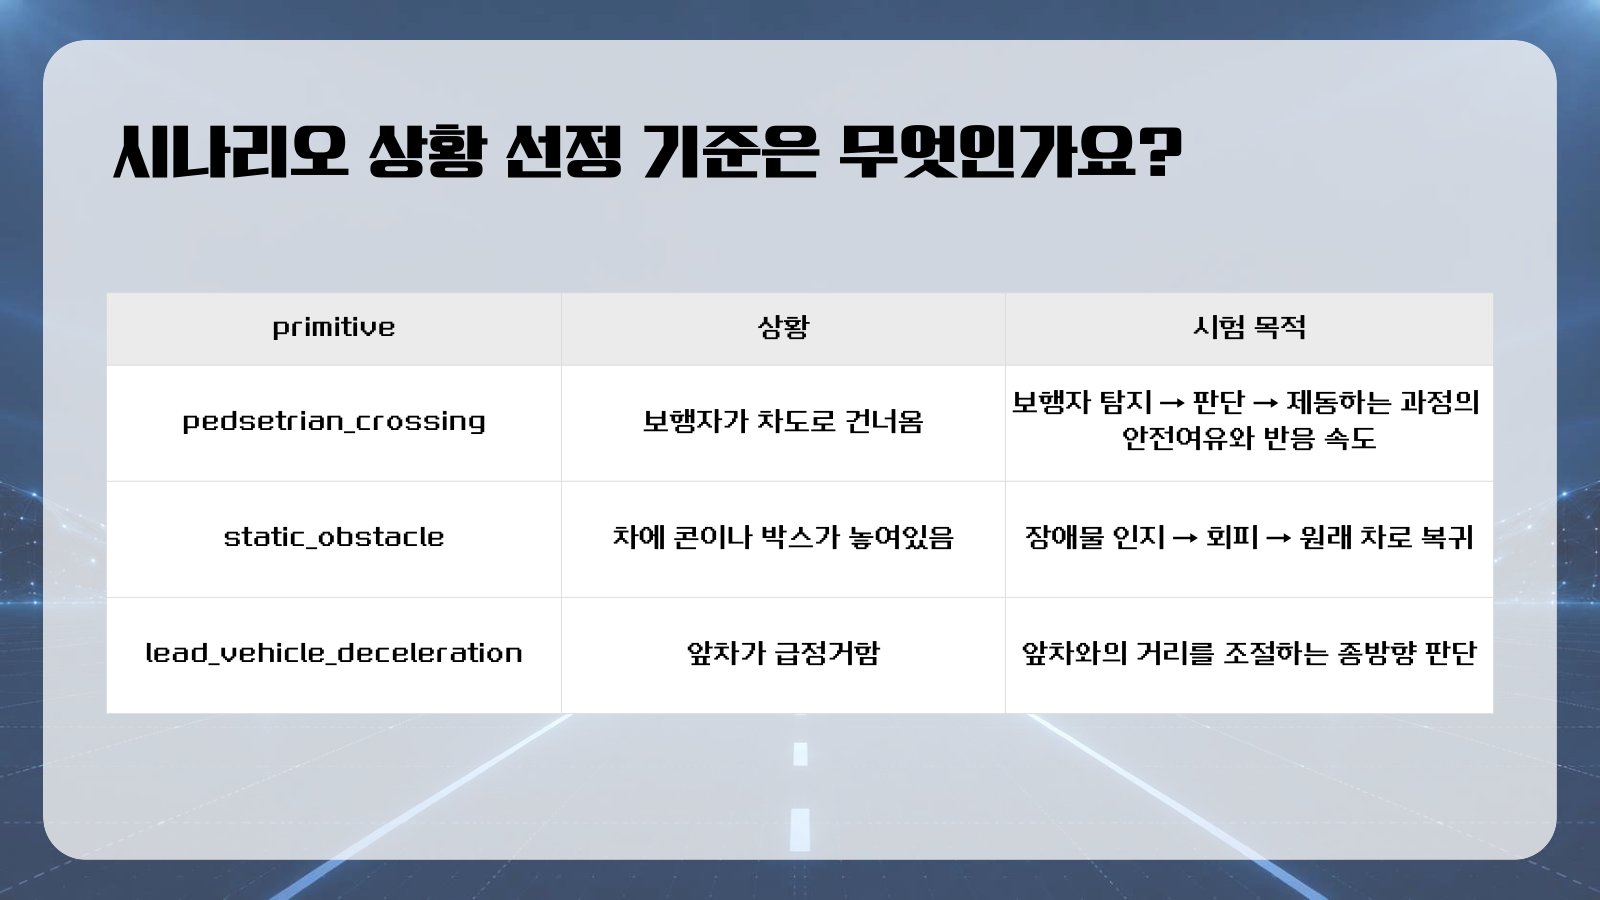 시나리오 상황 선정 기준은 무엇인가요?
primitive
상황
시험 목적
pedsetrian_crossing
보행자가 차도로 건너옴
보행자 탐지 → 판단 → 제동하는 과정의
안전여유와 반응 속도
static_obstacle
차에 콘이나 박스가 놓여있음
장애물 인지 → 회피 → 원래 차로 복귀
lead_vehicle_deceleration
앞차가 급정거함
앞차와의 거리를 조절하는 종방향 판단